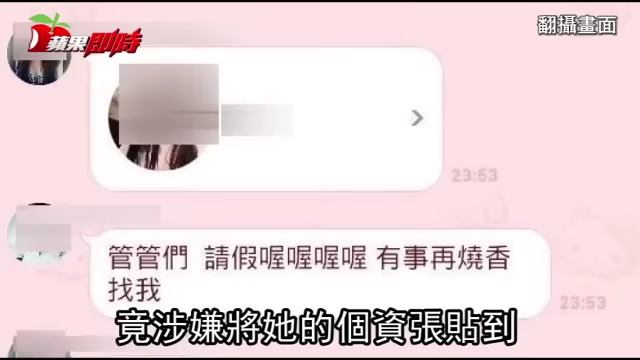 蘋果即時
翻攝畫面
23:53
管管們 請假喔喔喔喔 有事再燒香
找我
23:53
竟涉嫌將她的個資張貼到